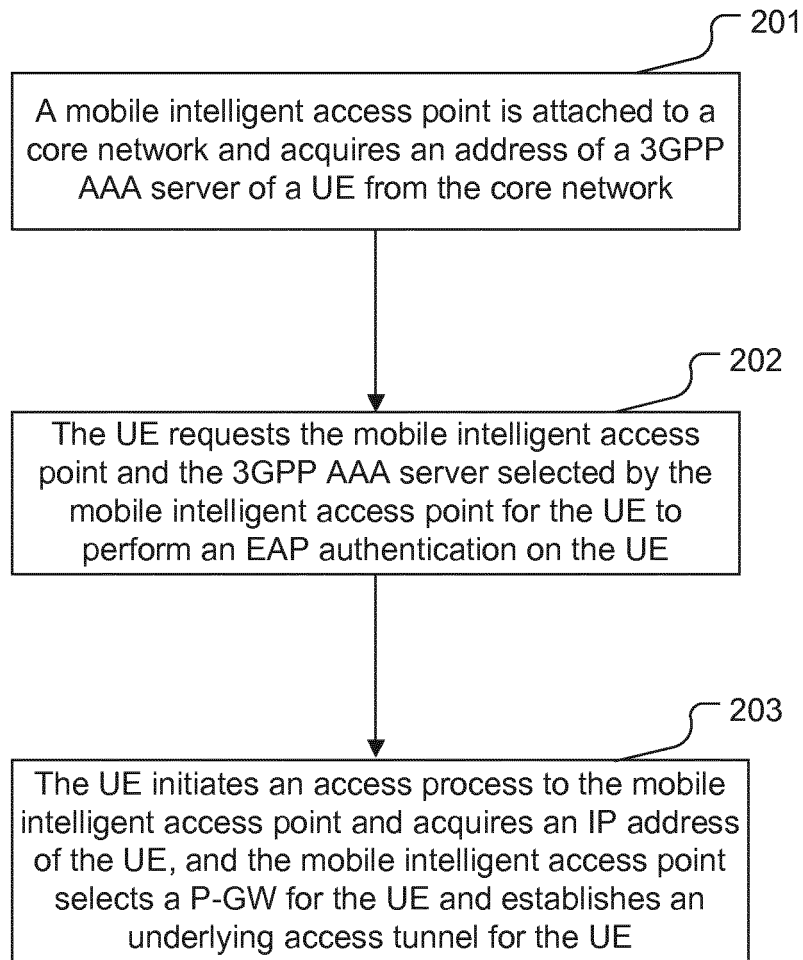 201
A mobile intelligent access point is attached to a
core network and acquires an address of a 3GPP
AAA server of a UE from the core network
202
The UE requests the mobile intelligent access
point and the 3GPP AAA server selected by the
mobile intelligent access point for the UE to
perform an EAP authentication on the UE
203
The UE initiates an access process to the mobile
intelligent access point and acquires an IP address
of the UE, and the mobile intelligent access point
selects a P-GW for the UE and establishes an
underlying access tunnel for the UE